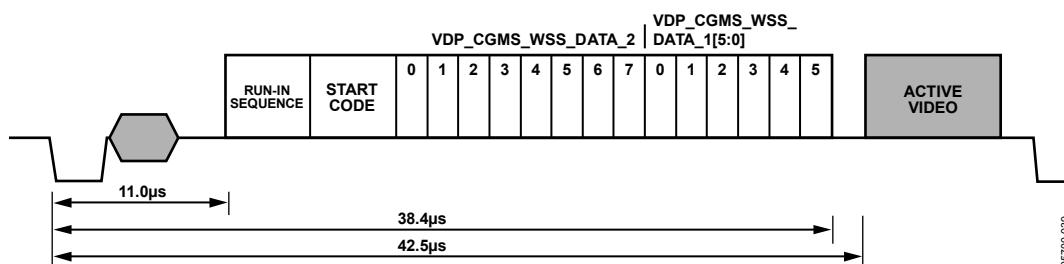 VDP_CGMS_WSS_DATA_2
VDP_CGMS_WSS_
DATA_1[5:0]
RUN-IN
SEQUENCE
START
CODE
0 1 2 3 4 5 6 7 0 1 2 3 4 5
ACTIVE
VIDEO
11.0µs
38.4µs
42.5µs